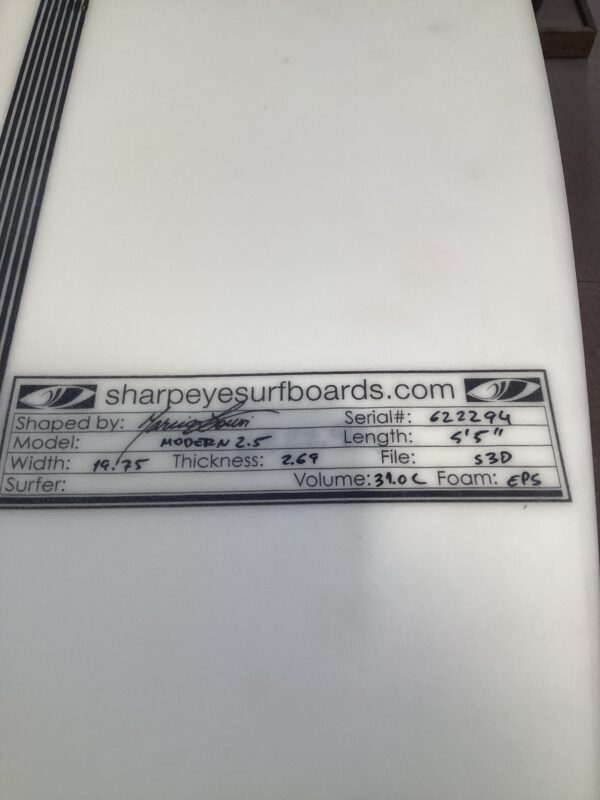 sharpeyesurfboards.com
Shaped by: Serial#: 622294
Model: MODERN 2.5 Length: 5'5"
Width: 19.75 Thickness: 2.69 File: S3D
Surfer: Volume: 31.0L Foam: EPS